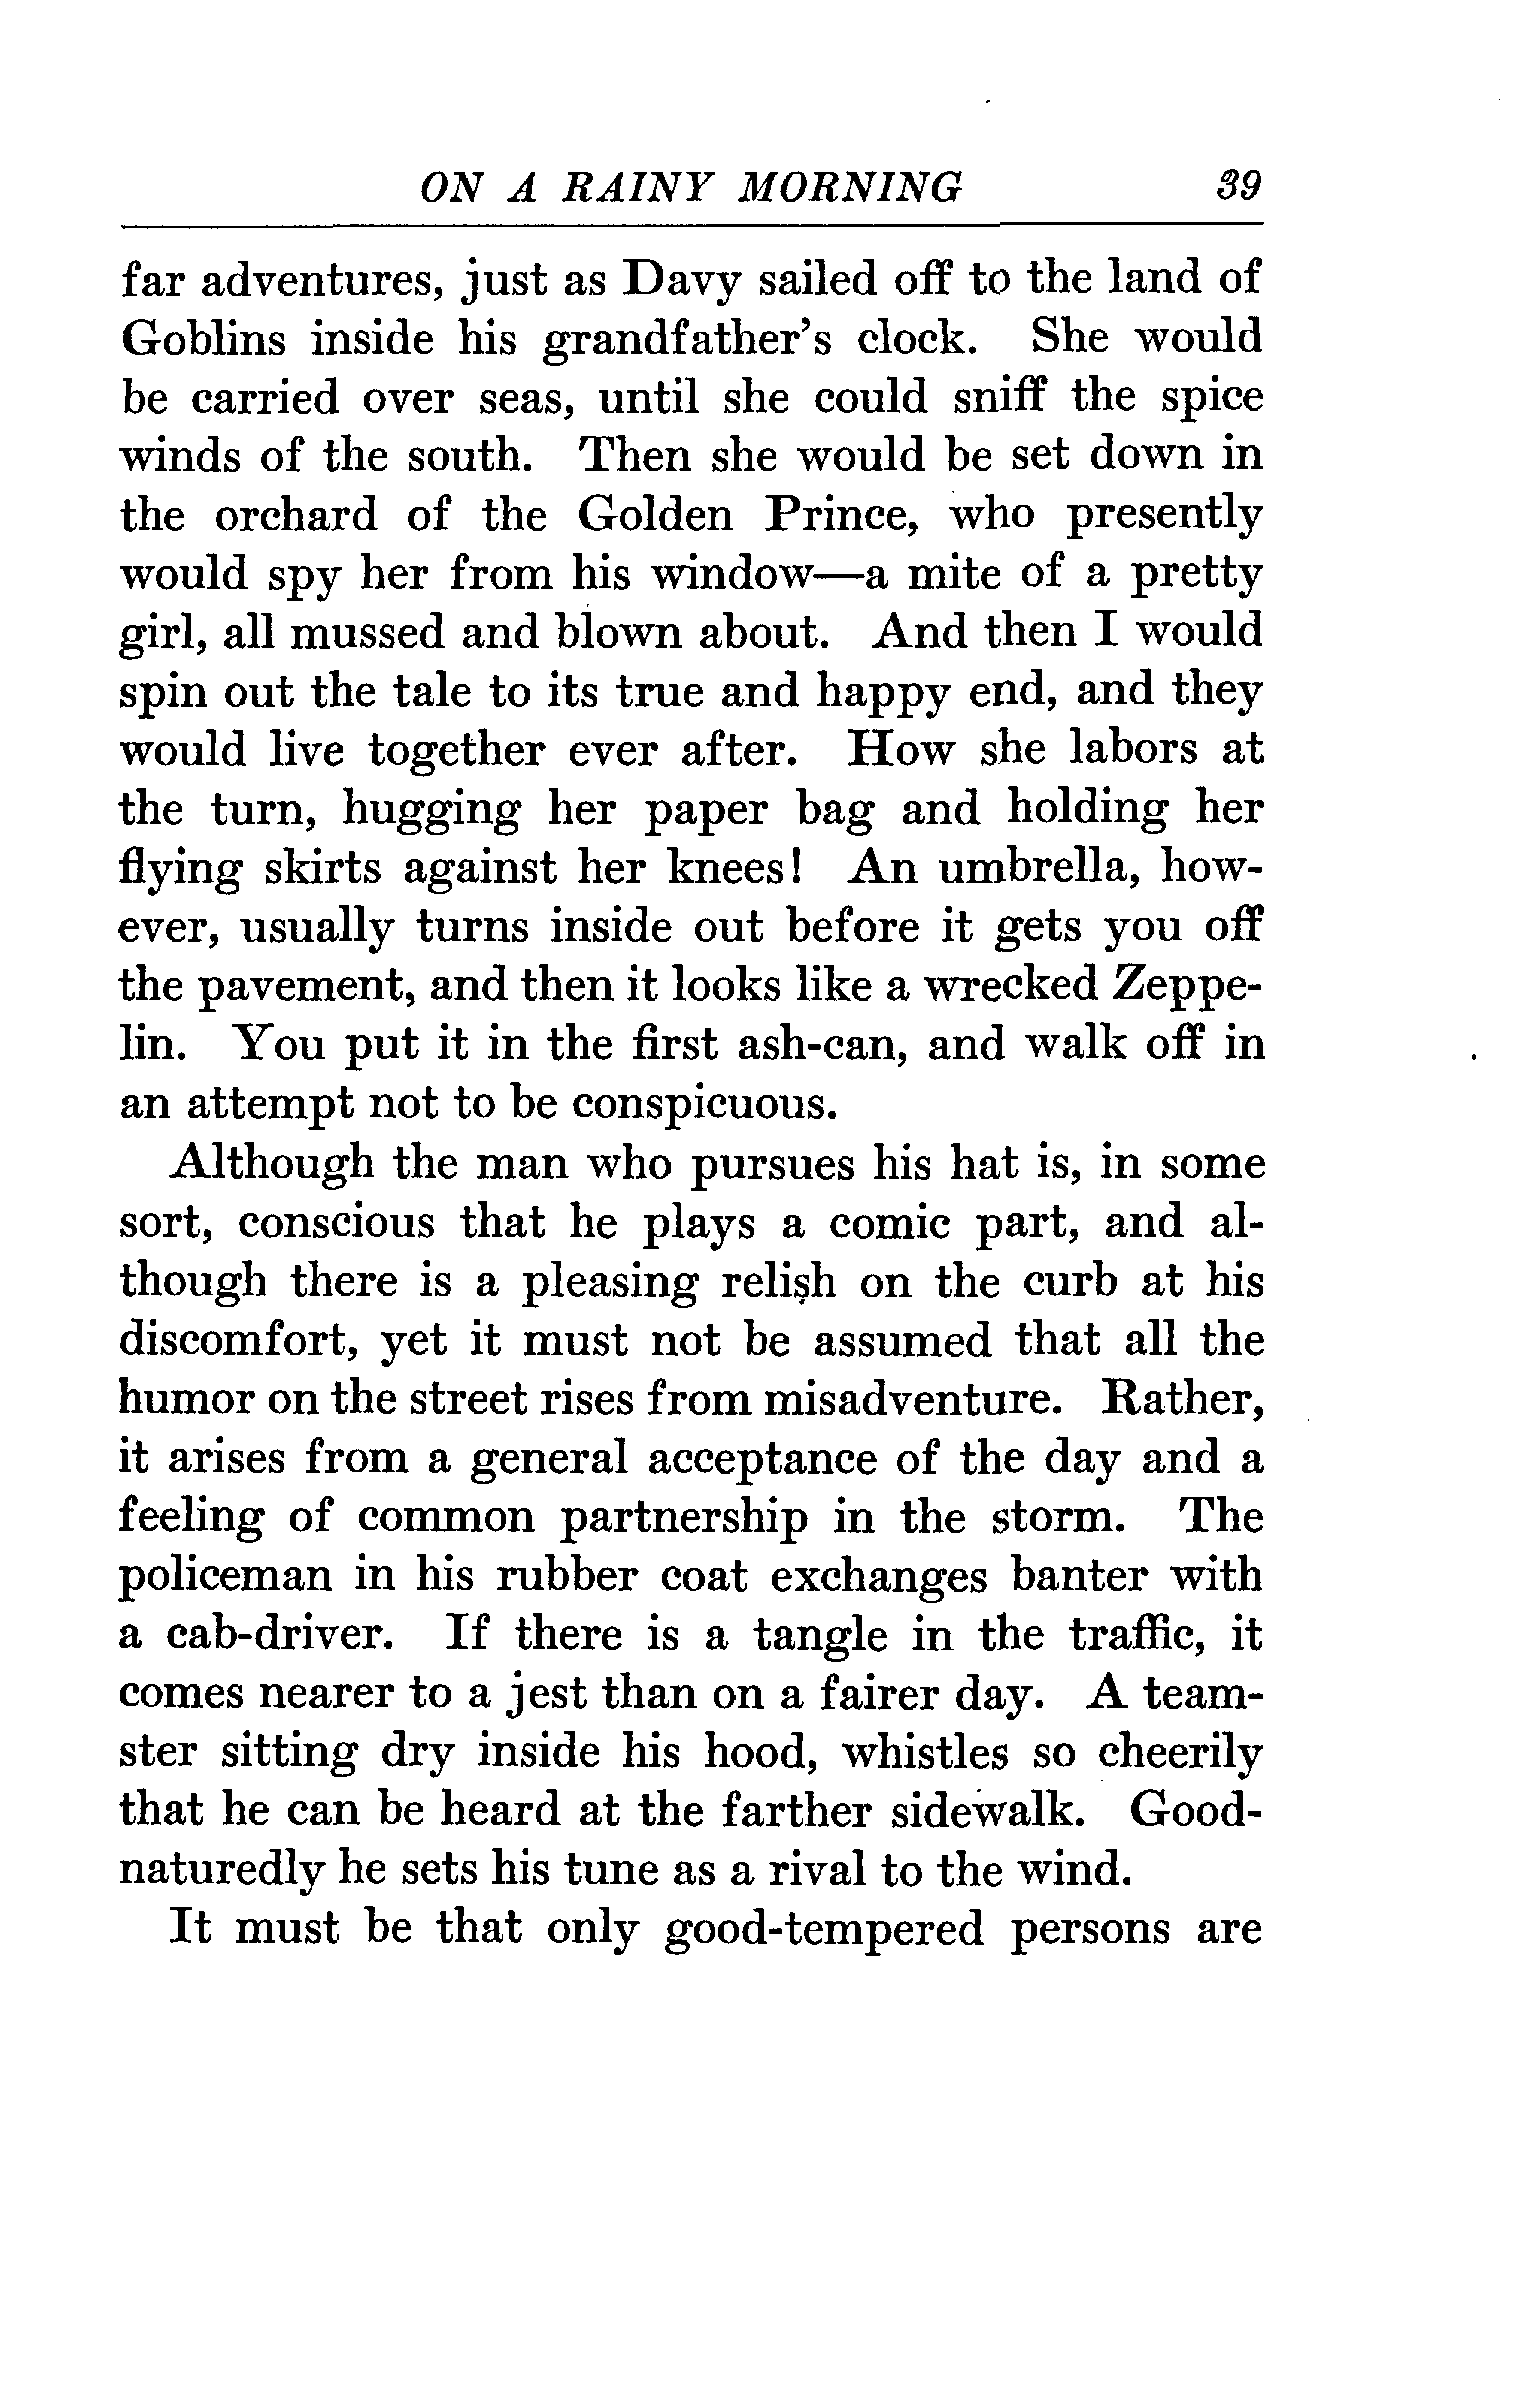 ON A RAINY MORNING 39
far adventures, just as Davy sailed off to the land of
Goblins inside his grandfather's clock. She would
be carried over seas, until she could sniff the spice
winds of the south. Then she would be set down in
the orchard of the Golden Prince, who presently
would spy her from his window—a mite of a pretty
girl, all mussed and blown about. And then I would
spin out the tale to its true and happy end, and they
would live together ever after. How she labors at
the turn, hugging her paper bag and holding her
flying skirts against her knees! An umbrella, how-
ever, usually turns inside out before it gets you off
the pavement, and then it looks like a wrecked Zeppe-
lin. You put it in the first ash-can, and walk off in
an attempt not to be conspicuous.
Although the man who pursues his hat is, in some
sort, conscious that he plays a comic part, and al-
though there is a pleasing relish on the curb at his
discomfort, yet it must not be assumed that all the
humor on the street rises from misadventure. Rather,
it arises from a general acceptance of the day and a
feeling of common partnership in the storm. The
policeman in his rubber coat exchanges banter with
a cab-driver. If there is a tangle in the traffic, it
comes nearer to a jest than on a fairer day. A team-
ster sitting dry inside his hood, whistles so cheerily
that he can be heard at the farther sidewalk. Good-
naturedly he sets his tune as a rival to the wind.
It must be that only good-tempered persons are